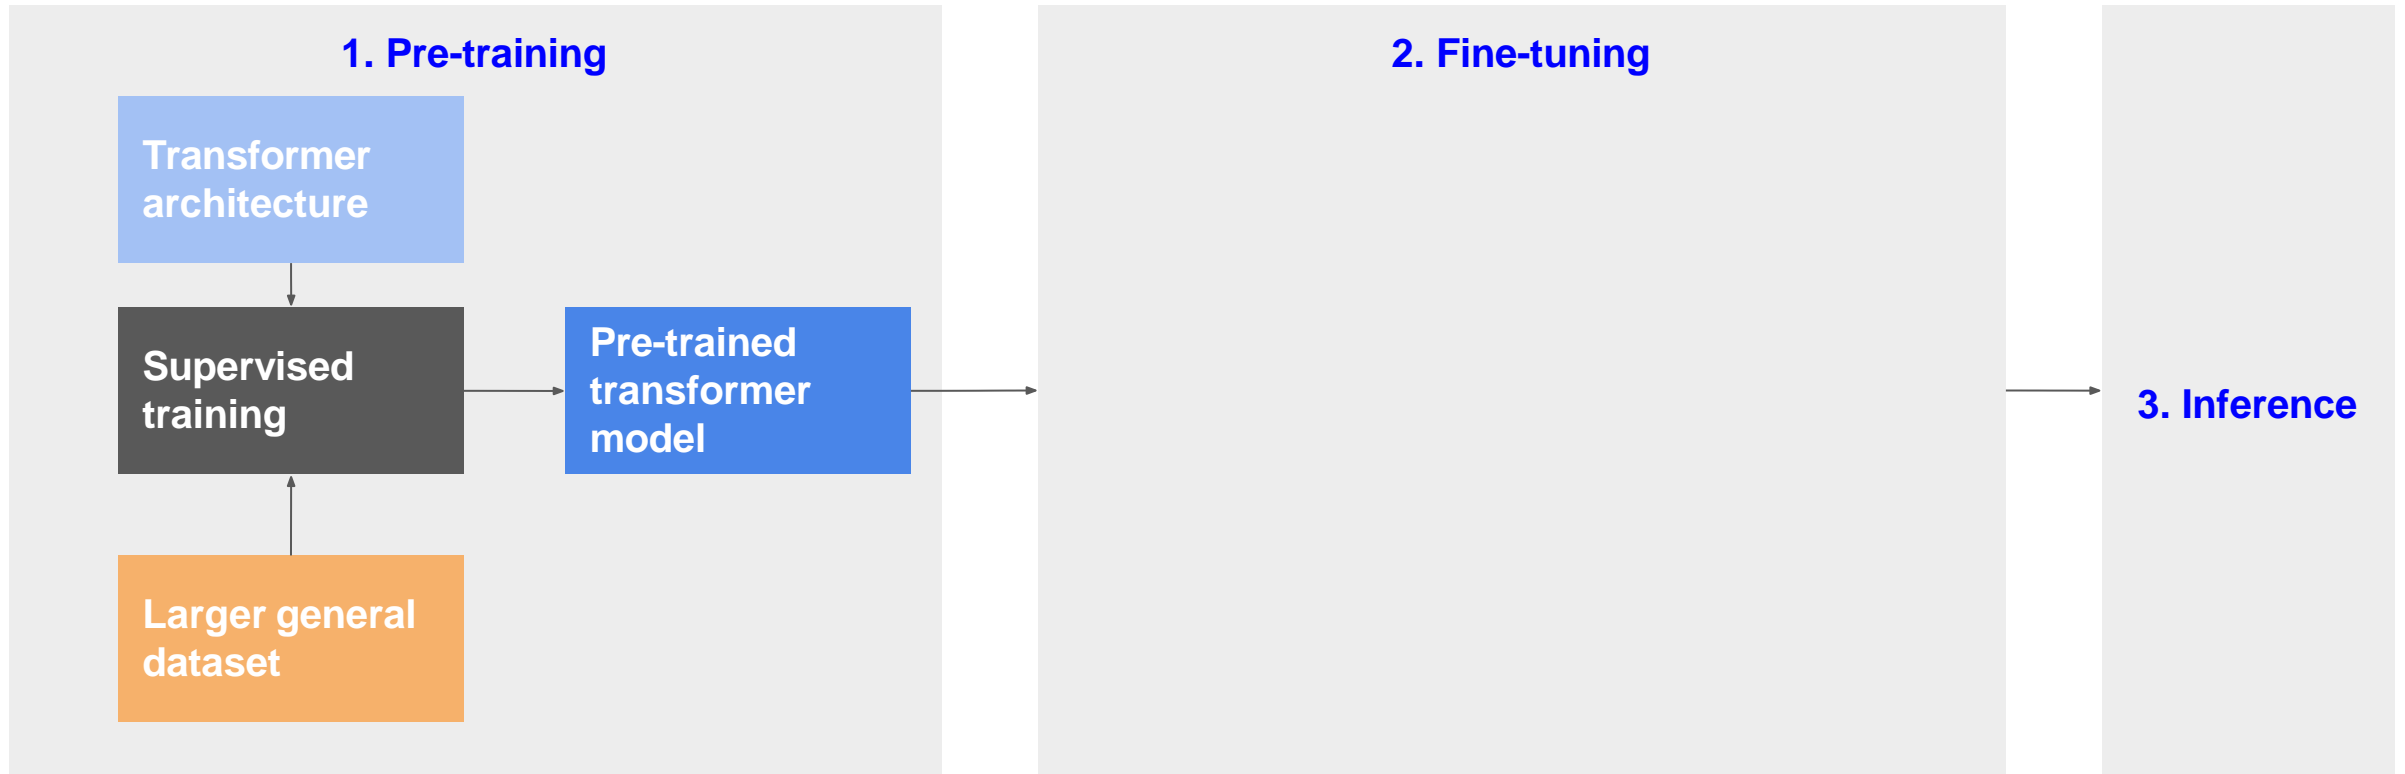 1. Pre-training
Transformer
architecture
Supervised
training
Pre-trained
transformer
model
Larger general
dataset
2. Fine-tuning
3. Inference